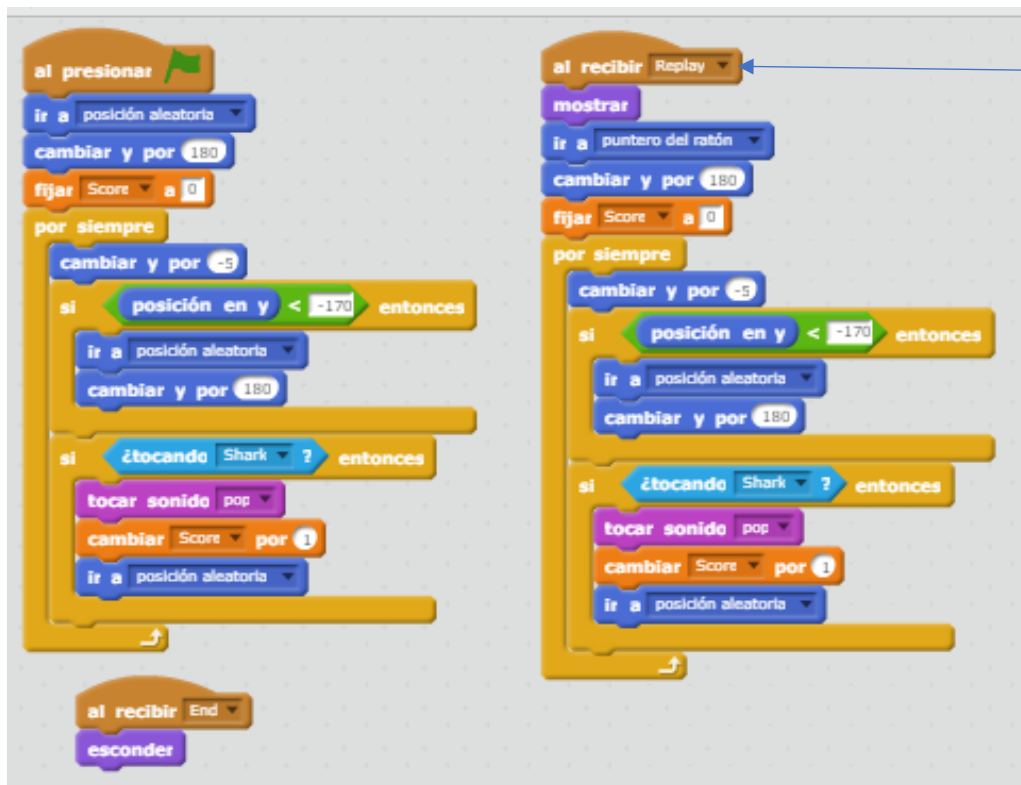 al presionar
ir a posición aleatoria
cambiar y por 180
fijar Score a 0
por siempre
cambiar y por -5
si posición en y < -170 entonces
ir a posición aleatoria
cambiar y por 180
si ¿tocando Shark ? entonces
tocar sonido pop
cambiar Score por 1
ir a posición aleatoria
al recibir End
esconder
al recibir Replay
mostrar
ir a puntero del ratón
cambiar y por 180
fijar Score a 0
por siempre
cambiar y por -5
si posición en y < -170 entonces
ir a posición aleatoria
cambiar y por 180
si ¿tocando Shark ? entonces
tocar sonido pop
cambiar Score por 1
ir a posición aleatoria